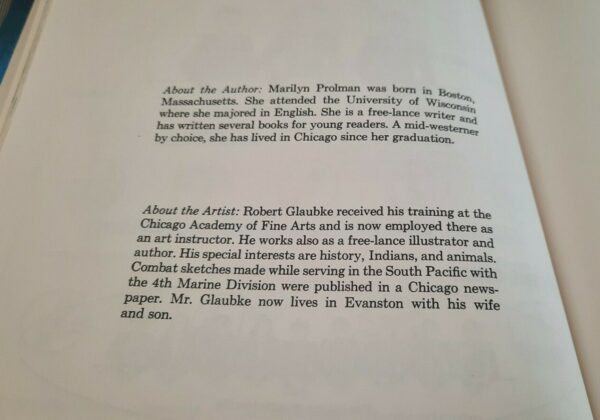 About the Author: Marilyn Prolman was born in Boston,
Massachusetts. She attended the University of Wisconsin
where she majored in English. She is a free-lance writer and
has written several books for young readers. A mid-westerner
by choice, she has lived in Chicago since her graduation.
About the Artist: Robert Glaubke received his training at the
Chicago Academy of Fine Arts and is now employed there as
an art instructor. He works also as a free-lance illustrator and
author. His special interests are history, Indians, and animals.
Combat sketches made while serving in the South Pacific with
the 4th Marine Division were published in a Chicago news-
paper. Mr. Glaubke now lives in Evanston with his wife
and son.